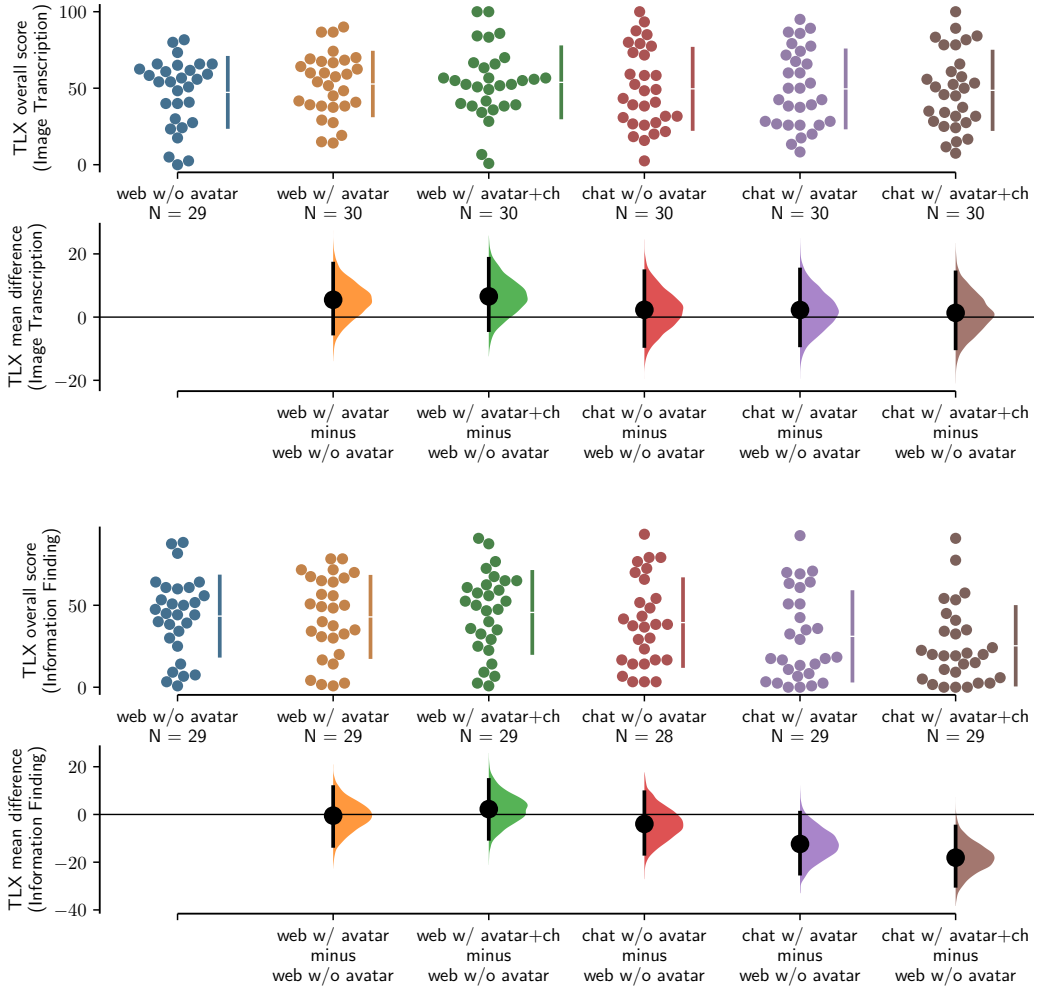 TLX overall score
(Image Transcription)
100
50
0
web w/o avatar
N = 29
web w/ avatar
N = 30
web w/ avatar+ch
N = 30
chat w/o avatar
N = 30
chat w/ avatar
N = 30
chat w/ avatar+ch
N = 30
TLX mean difference
(Image Transcription)
20
0
−20
web w/ avatar
minus
web w/o avatar
web w/ avatar+ch
minus
web w/o avatar
chat w/o avatar
minus
web w/o avatar
chat w/ avatar
minus
web w/o avatar
chat w/ avatar+ch
minus
web w/o avatar
TLX overall score
(Information Finding)
50
0
web w/o avatar
N = 29
web w/ avatar
N = 29
web w/ avatar+ch
N = 29
chat w/o avatar
N = 28
chat w/ avatar
N = 29
chat w/ avatar+ch
N = 29
TLX mean difference
(Information Finding)
20
0
−20
−40
web w/ avatar
minus
web w/o avatar
web w/ avatar+ch
minus
web w/o avatar
chat w/o avatar
minus
web w/o avatar
chat w/ avatar
minus
web w/o avatar
chat w/ avatar+ch
minus
web w/o avatar